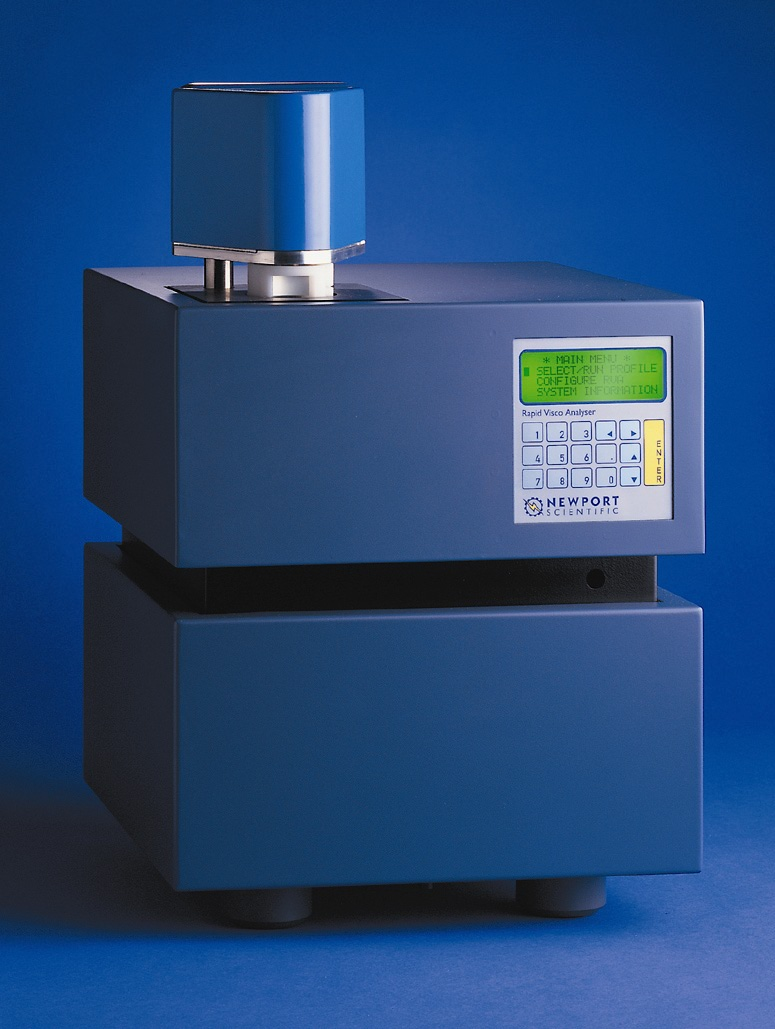 * MAIN MENU *
SELECT/RUN PROFILE
CONFIGURE RVA
SYSTEM INFORMATION
Rapid Visco Analyser
1 2 3 ◄ ►
4 5 6 . ▲
7 8 9 0 ▼
ENTER
NEWPORT
SCIENTIFIC